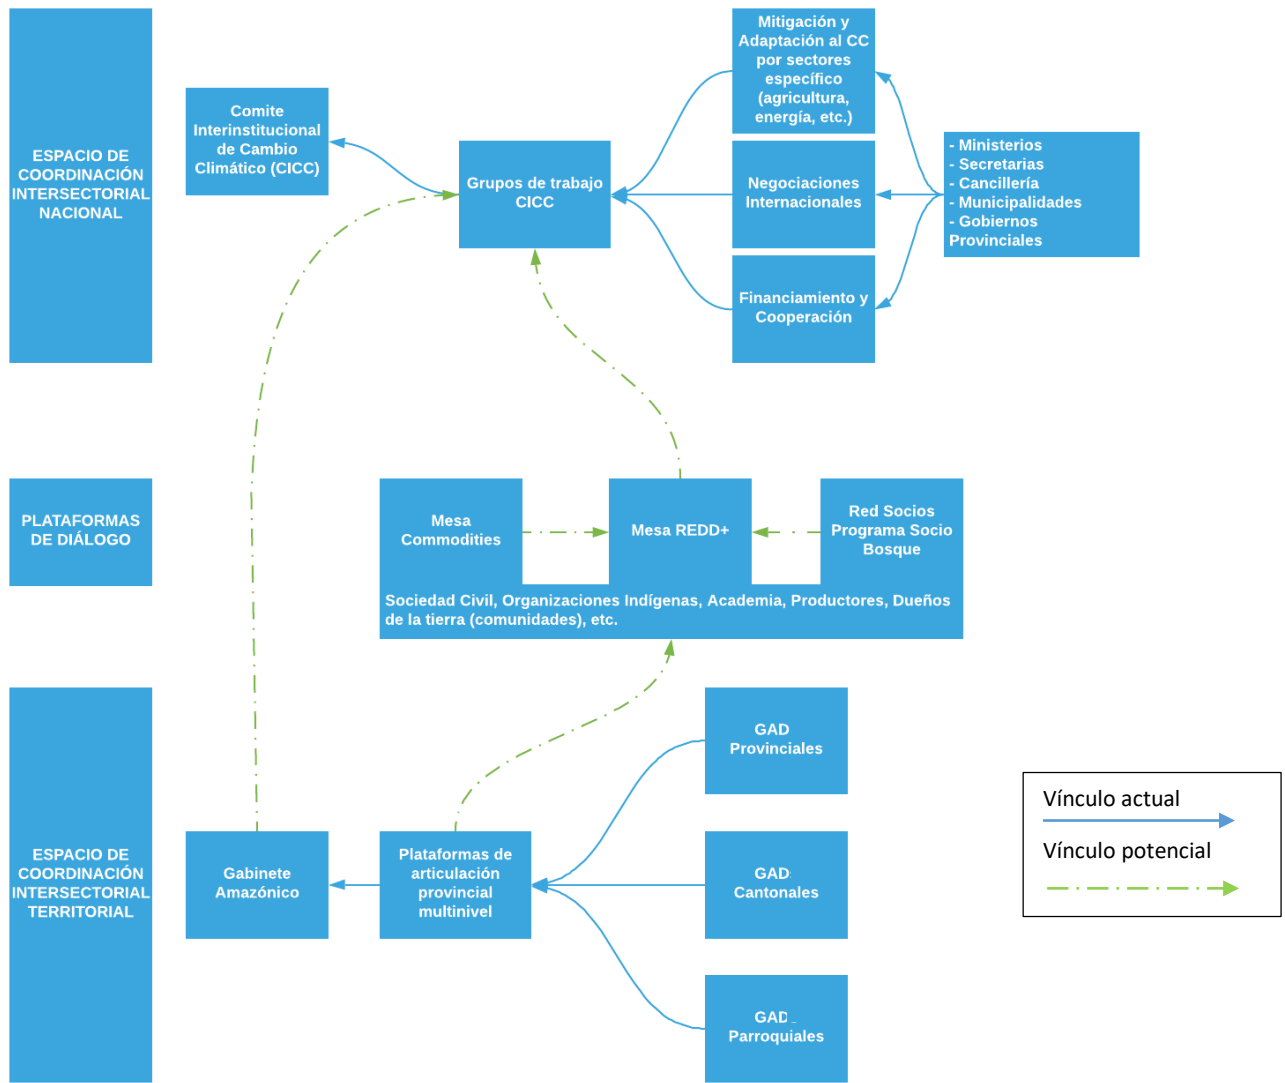 ESPACIO DE
COORDINACIÓN
INTERSECTORIAL
NACIONAL
Comite
Interinstitucional
de Cambio
Climático (CICC)
Grupos de trabajo
CICC
Mitigación y
Adaptación al CC
por sectores
específico
(agricultura,
energía, etc.)
Negociaciones
Internacionales
Financiamiento y
Cooperación
- Ministerios
- Secretarias
- Cancillería
- Municipalidades
- Gobiernos
Provinciales
PLATAFORMAS
DE DIÁLOGO
Mesa
Commodities
Mesa REDD+
Red Socios
Programa Socio
Bosque
Sociedad Civil, Organizaciones Indígenas, Academia, Productores, Dueños
de la tierra (comunidades), etc.
ESPACIO DE
COORDINACIÓN
INTERSECTORIAL
TERRITORIAL
Gabinete
Amazónico
Plataformas de
articulación
provincial
multinivel
GAD
Provinciales
GAD
Cantonales
GAD
Parroquiales
Vínculo actual
Vínculo potencial